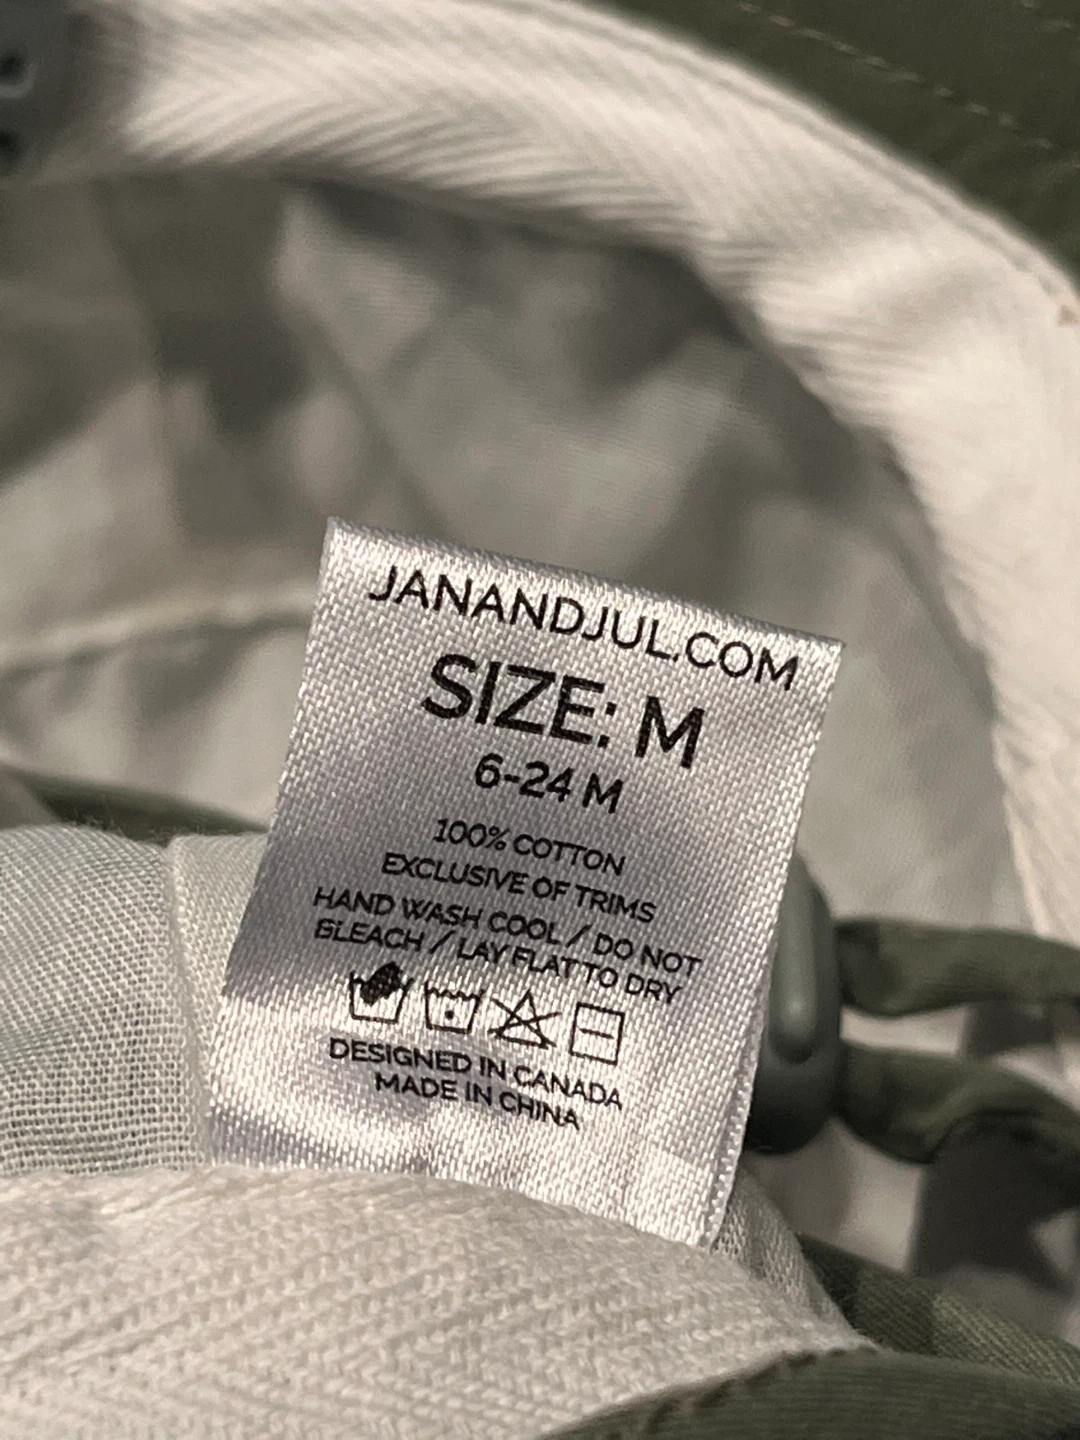 JANANDJUL.COM
SIZE: M
6-24 M
100% COTTON
EXCLUSIVE OF TRIMS
HAND WASH COOL / DO NOT
BLEACH / LAY FLAT TO DRY
DESIGNED IN CANADA
MADE IN CHINA